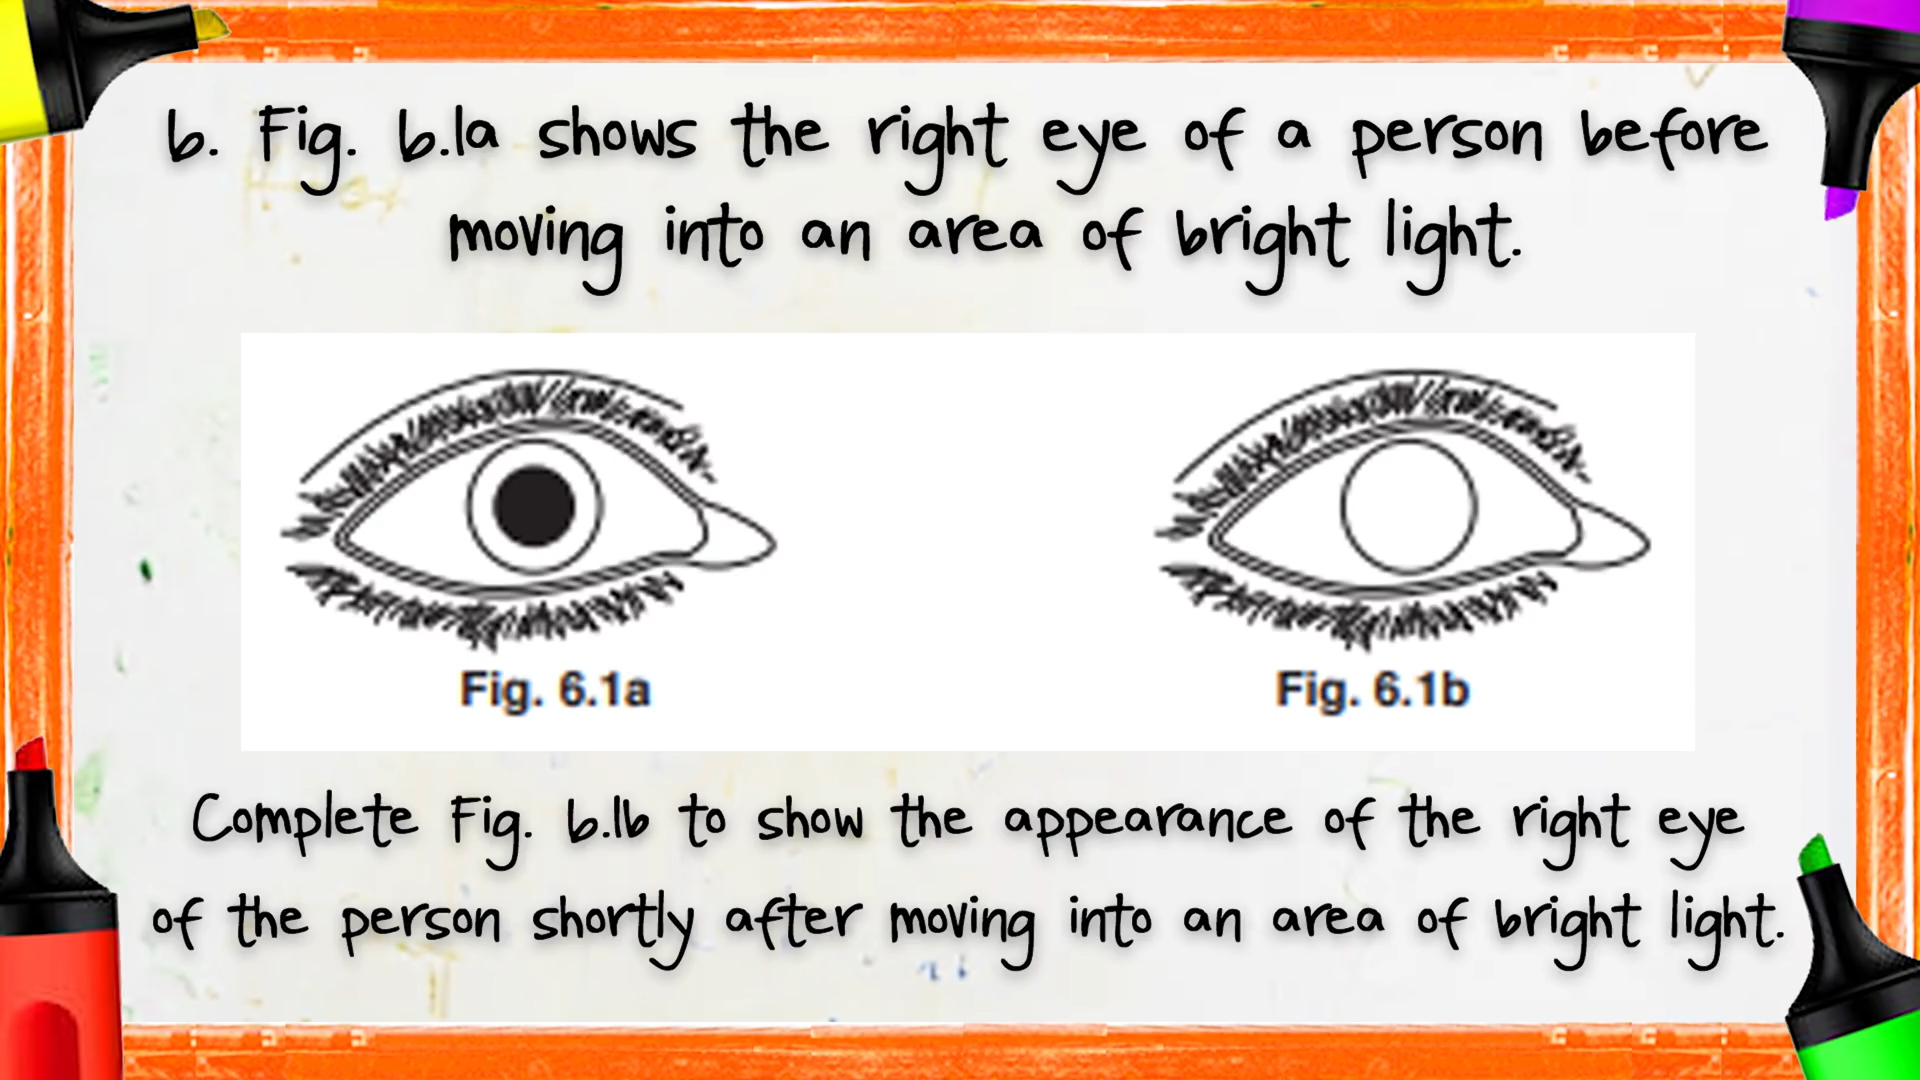 6. Fig. 6.1a shows the right eye of a person before
moving into an area of bright light.
Fig. 6.1a
Fig. 6.1b
Complete Fig. 6.1b to show the appearance of the right eye
of the person shortly after moving into an area of bright light.